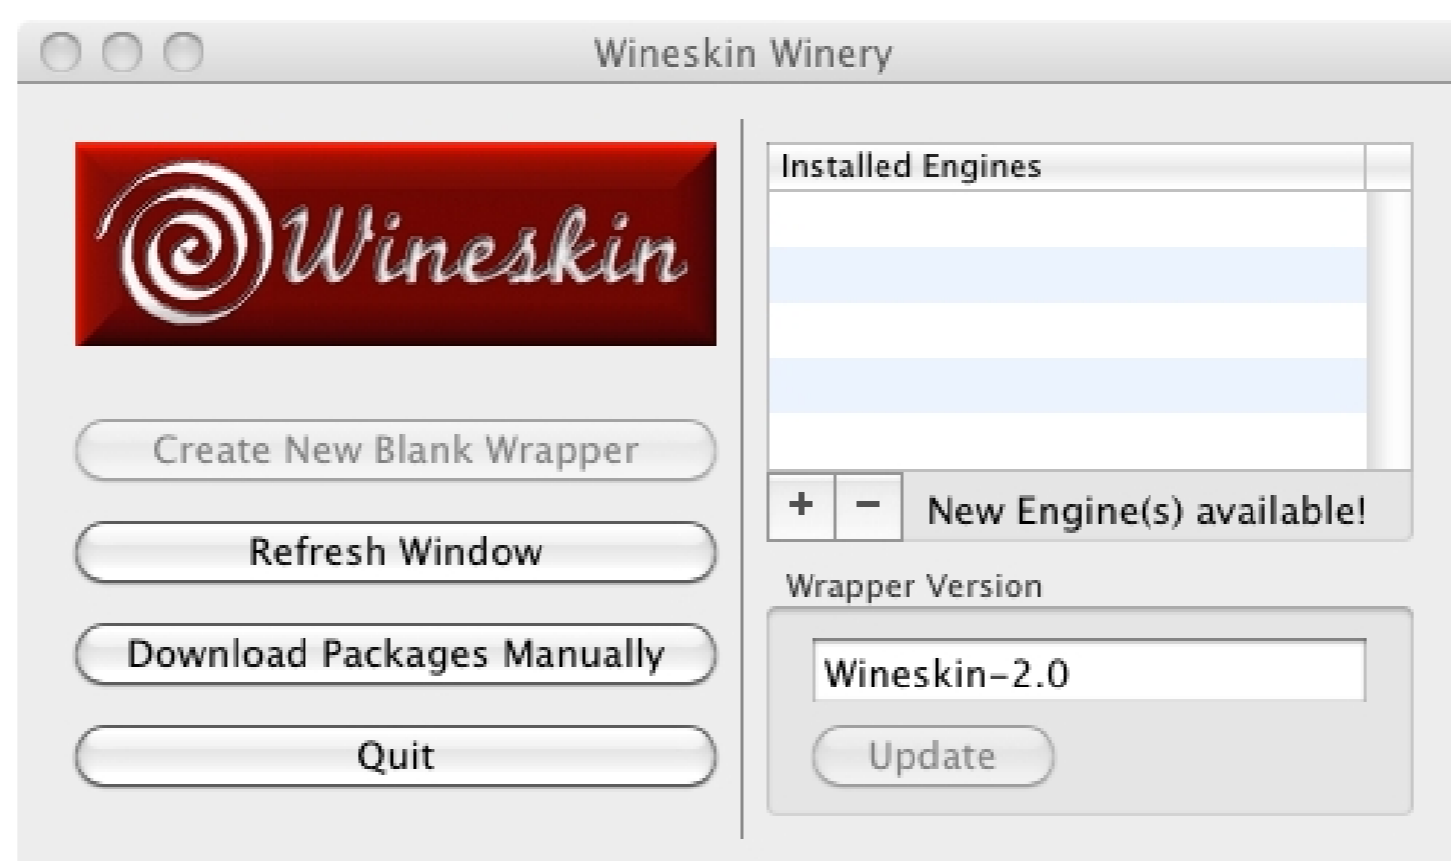 Wineskin Winery
Wineskin
Create New Blank Wrapper
Refresh Window
Download Packages Manually
Quit
Installed Engines
+ − New Engine(s) available!
Wrapper Version
Wineskin-2.0
Update